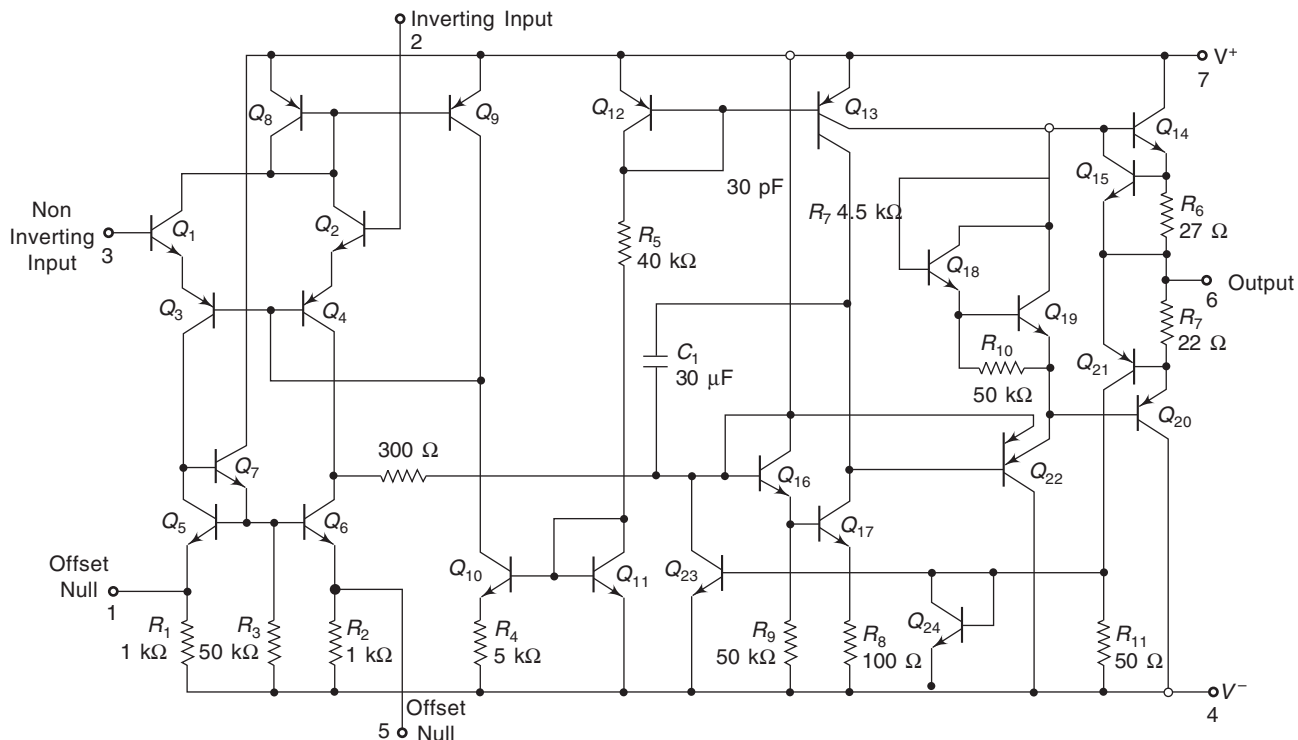 Inverting Input
2
V⁺
7
Q₈
Q₉
Q₁₂
Q₁₃
Q₁₄
Q₁₅
30 pF
R₇ 4.5 kΩ
R₆
27 Ω
Non
Inverting
Input
3
Q₁
Q₂
R₅
40 kΩ
Q₁₈
Output
6
Q₃
Q₄
Q₁₉
R₇
22 Ω
C₁
30 μF
R₁₀
50 kΩ
Q₂₁
Q₂₀
300 Ω
Q₇
Q₁₆
Q₂₂
Q₅
Q₆
Q₁₇
Offset
Null
1
Q₁₀
Q₁₁
Q₂₃
R₁
1 kΩ
R₃
50 kΩ
R₂
1 kΩ
R₄
5 kΩ
R₉
50 kΩ
R₈
100 Ω
Q₂₄
R₁₁
50 Ω
V⁻
4
Offset
Null
5